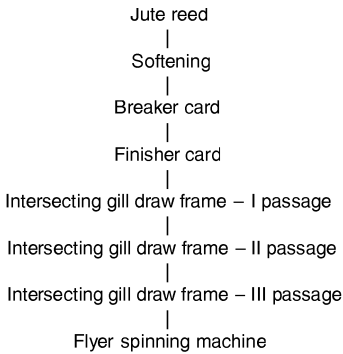 Jute reed
Softening
Breaker card
Finisher card
Intersecting gill draw frame – I passage
Intersecting gill draw frame – II passage
Intersecting gill draw frame – III passage
Flyer spinning machine